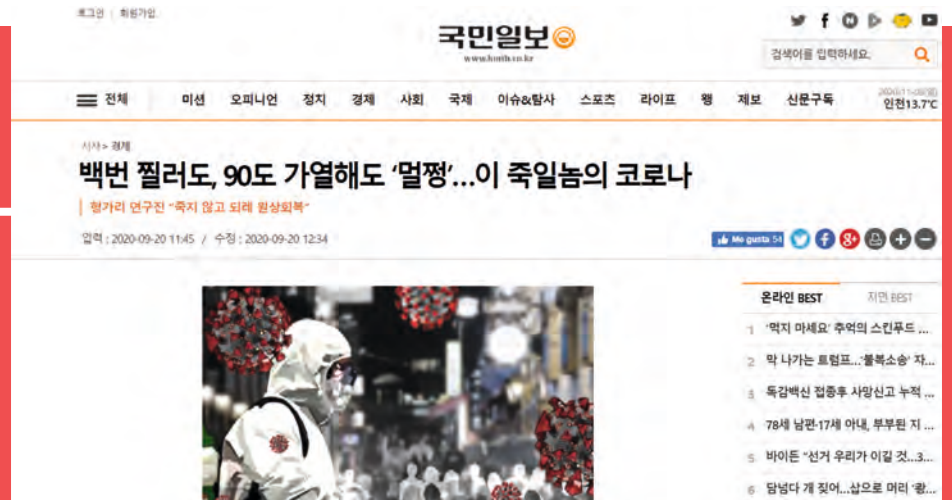 로그인 | 회원가입
국민일보
www.kmib.co.kr
검색어를 입력하세요.
전체 미션 오피니언 정치 경제 사회 국제 이슈&탐사 스포츠 라이프 웹 제보 신문구독
인천13.7℃
시사 > 경제
백번 찔러도, 90도 가열해도 ‘멀쩡’…이 죽일놈의 코로나
헝가리 연구진 “죽지 않고 되레 원상회복”
입력 : 2020-09-20 11:45 / 수정 : 2020-09-20 12:34
Me gusta 54
온라인 BEST 지면 BEST
1 ‘먹지 마세요’ 추억의 스킨푸드 ...
2 막 나가는 트럼프…‘불복소송’ 자...
3 독감백신 접종후 사망신고 누적 ...
4 78세 남편-17세 아내, 부부된 지 ...
5 바이든 “선거 우리가 이길 것…3...
6 담넘다 개 짖어…삽으로 머리 ‘쾅...